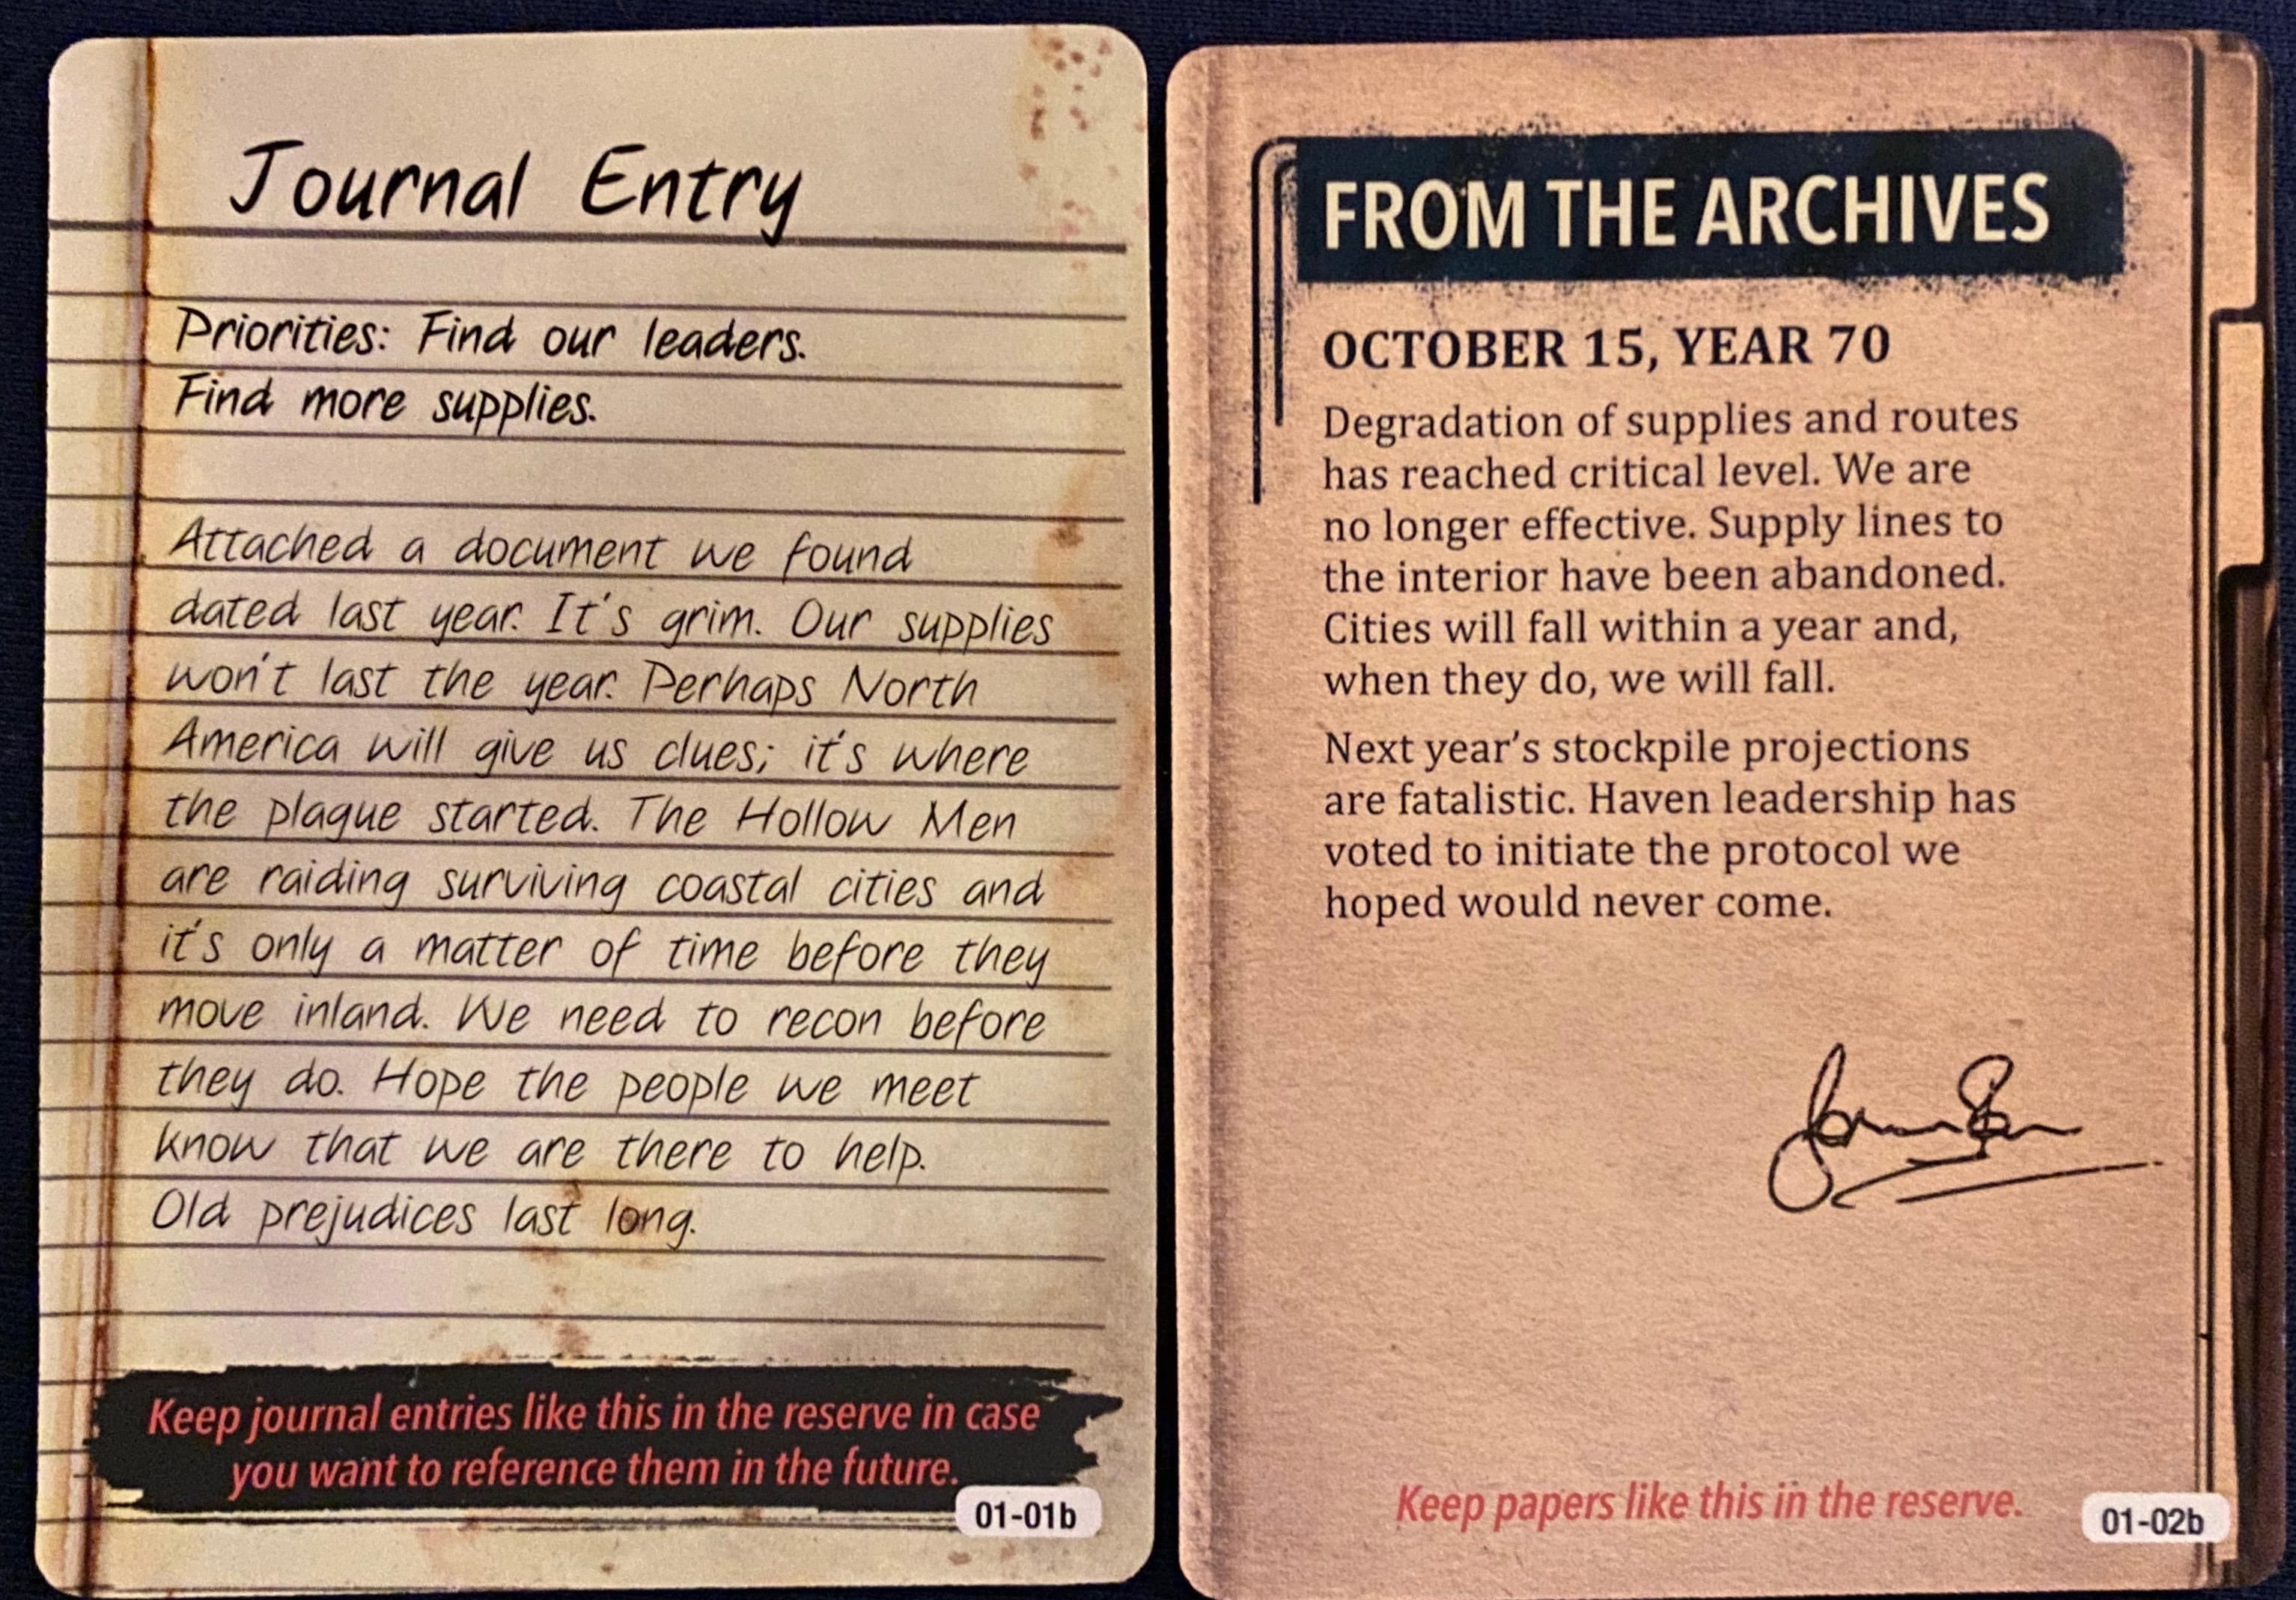 Journal Entry
Priorities: Find our leaders.
Find more supplies.
Attached a document we found
dated last year. It's grim. Our supplies
won't last the year. Perhaps North
America will give us clues; it's where
the plague started. The Hollow Men
are raiding surviving coastal cities and
it's only a matter of time before they
move inland. We need to recon before
they do. Hope the people we meet
know that we are there to help.
Old prejudices last long.
Keep journal entries like this in the reserve in case
you want to reference them in the future.
01-01b
FROM THE ARCHIVES
OCTOBER 15, YEAR 70
Degradation of supplies and routes
has reached critical level. We are
no longer effective. Supply lines to
the interior have been abandoned.
Cities will fall within a year and,
when they do, we will fall.
Next year's stockpile projections
are fatalistic. Haven leadership has
voted to initiate the protocol we
hoped would never come.
Keep papers like this in the reserve.
01-02b